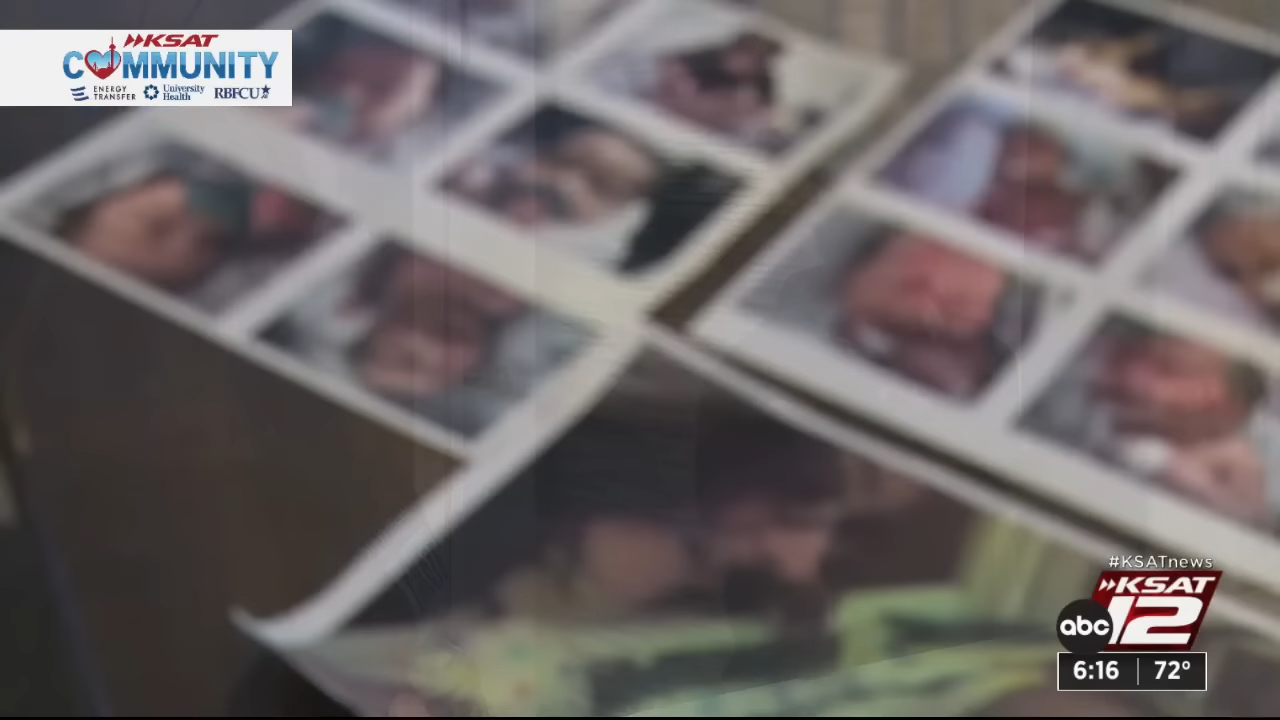 KSAT
COMMUNITY
ENERGY TRANSFER University Health RBFCU
#KSATnews
KSAT
abc 12
6:16 72°